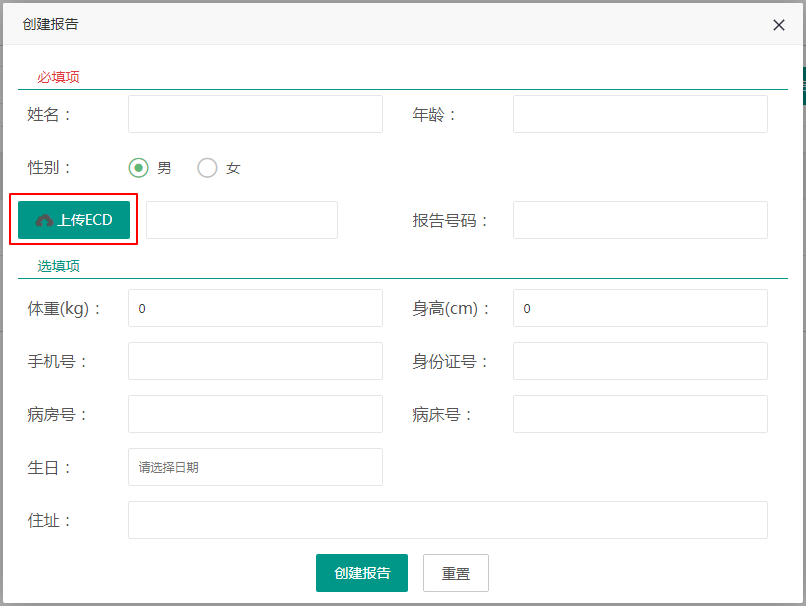 创建报告
必填项
姓名：
年龄：
性别：
男
女
上传ECD
报告号码：
选填项
体重(kg)：
0
身高(cm)：
0
手机号：
身份证号：
病房号：
病床号：
生日：
请选择日期
住址：
创建报告
重置